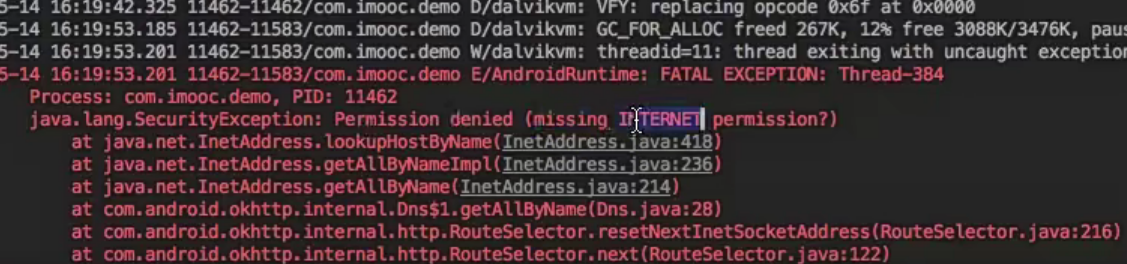 5-14 16:19:42.325 11462-11462/com.imooc.demo D/dalvikvm: VFY: replacing opcode 0x6f at 0x0000
5-14 16:19:53.185 11462-11583/com.imooc.demo D/dalvikvm: GC_FOR_ALLOC freed 267K, 12% free 3088K/3476K, paus
5-14 16:19:53.201 11462-11583/com.imooc.demo W/dalvikvm: threadid=11: thread exiting with uncaught exception
5-14 16:19:53.201 11462-11583/com.imooc.demo E/AndroidRuntime: FATAL EXCEPTION: Thread-384
Process: com.imooc.demo, PID: 11462
java.lang.SecurityException: Permission denied (missing INTERNET permission?)
at java.net.InetAddress.lookupHostByName(InetAddress.java:418)
at java.net.InetAddress.getAllByNameImpl(InetAddress.java:236)
at java.net.InetAddress.getAllByName(InetAddress.java:214)
at com.android.okhttp.internal.Dns$1.getAllByName(Dns.java:28)
at com.android.okhttp.internal.http.RouteSelector.resetNextInetSocketAddress(RouteSelector.java:216)
at com.android.okhttp.internal.http.RouteSelector.next(RouteSelector.java:122)